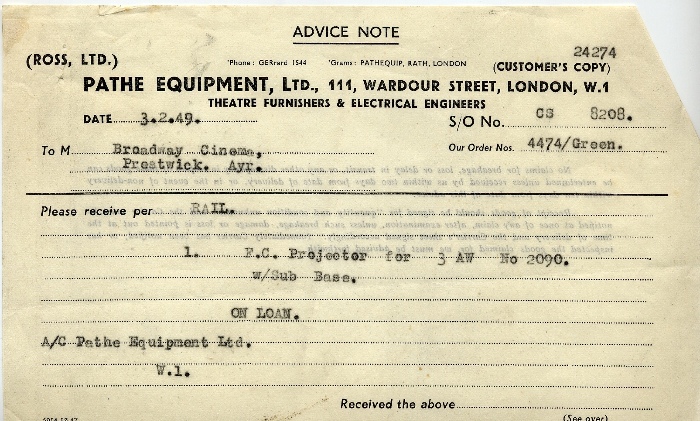 ADVICE NOTE
24274
(ROSS, LTD.) 'Phone: GERrard 1544 'Grams: PATHEQUIP, RATH, LONDON (CUSTOMER'S COPY)
PATHE EQUIPMENT, LTD., 111, WARDOUR STREET, LONDON, W.1
THEATRE FURNISHERS & ELECTRICAL ENGINEERS
DATE 3.2.49. S/O No. CS 8208.
To M Broadway Cinema, Our Order Nos. 4474/Green.
Prestwick. Ayr.
Please receive per RAIL.
1. F.C. Projector for 3 AW No 2090.
w/Sub Base.
ON LOAN.
A/C Pathe Equipment Ltd.
W.1.
Received the above
(See over)